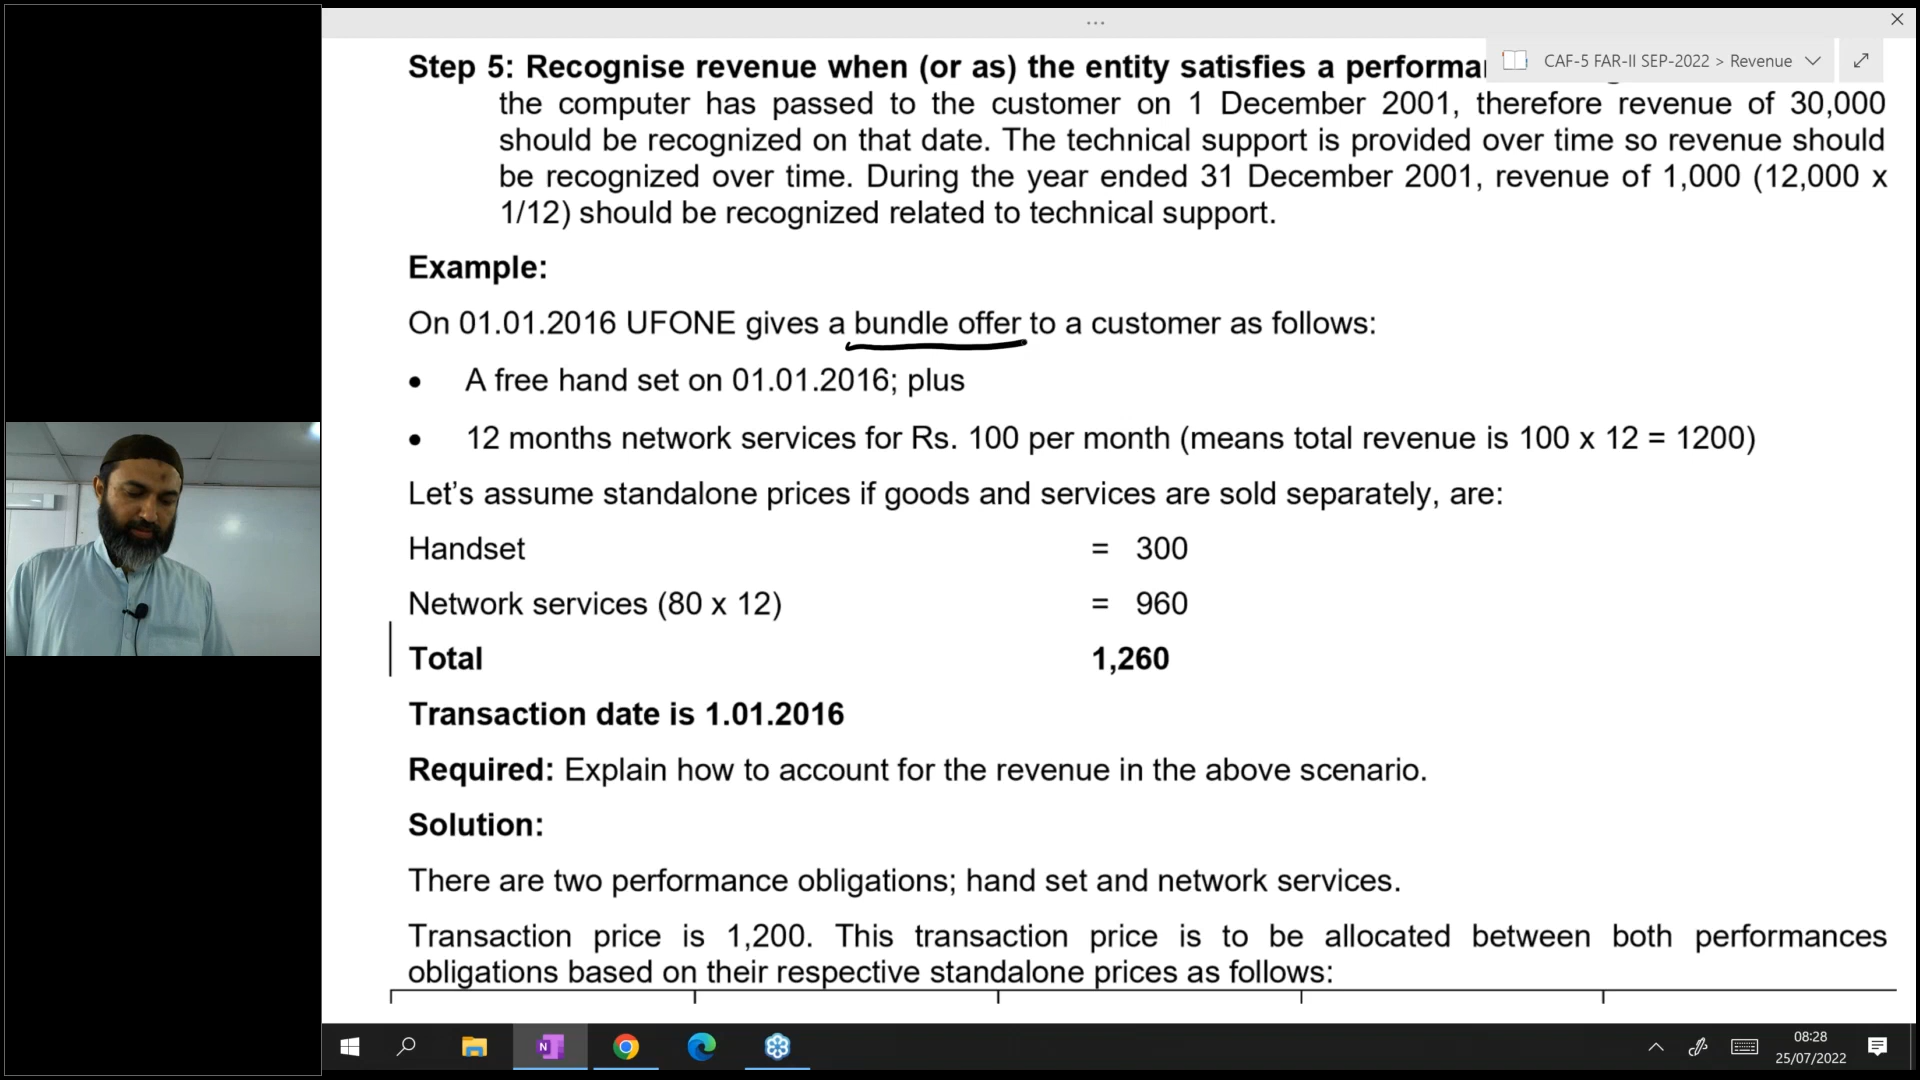 ...
CAF-5 FAR-II SEP-2022 > Revenue
Step 5: Recognise revenue when (or as) the entity satisfies a
the computer has passed to the customer on 1 December 2001, therefore revenue of 30,000
should be recognized on that date. The technical support is provided over time so revenue should
be recognized over time. During the year ended 31 December 2001, revenue of 1,000 (12,000 x
1/12) should be recognized related to technical support.
Example:
On 01.01.2016 UFONE gives a bundle offer to a customer as follows:
• A free hand set on 01.01.2016; plus
• 12 months network services for Rs. 100 per month (means total revenue is 100 x 12 = 1200)
Let’s assume standalone prices if goods and services are sold separately, are:
Handset = 300
Network services (80 x 12) = 960
Total 1,260
Transaction date is 1.01.2016
Required: Explain how to account for the revenue in the above scenario.
Solution:
There are two performance obligations; hand set and network services.
Transaction price is 1,200. This transaction price is to be allocated between both performances
obligations based on their respective standalone prices as follows:
N
08:28
25/07/2022